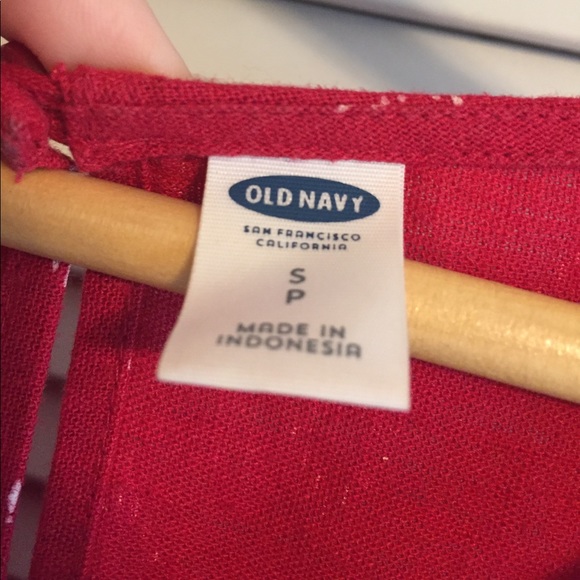 OLD NAVY
SAN FRANCISCO
CALIFORNIA
S
P
MADE IN
INDONESIA